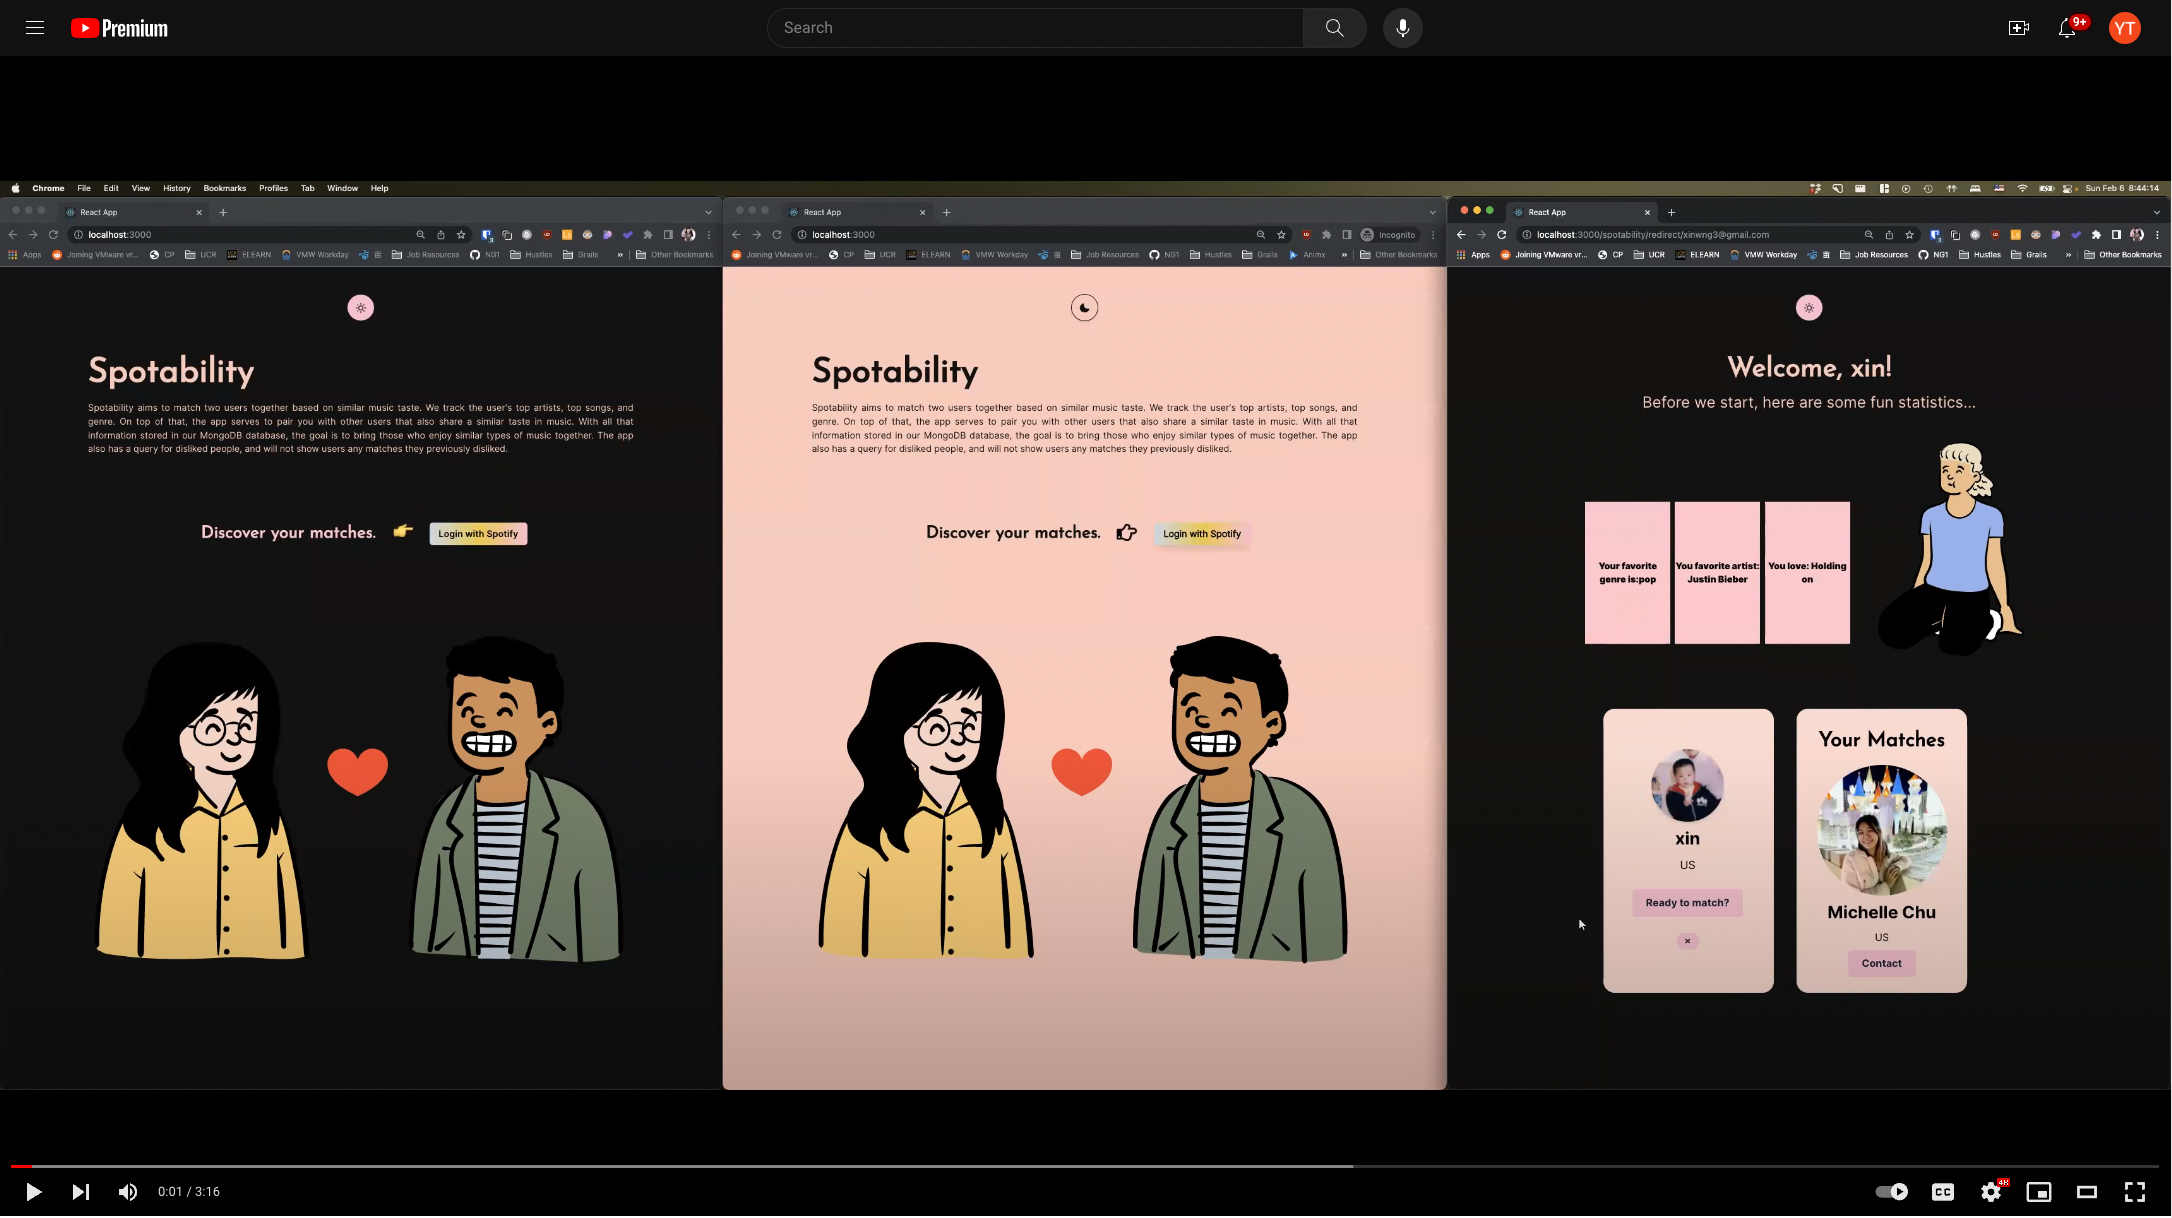 Premium
Search
9+
YT
Chrome File Edit View History Bookmarks Profiles Tab Window Help
Sun Feb 6 8:44:14
React App
localhost:3000
Apps Joining VMware vr... CP UCR ELEARN VMW Workday Job Resources NG1 Hustles Grails » Other Bookmarks
Spotability
Spotability aims to match two users together based on similar music taste. We track the user's top artists, top songs, and
genre. On top of that, the app serves to pair you with other users that also share a similar taste in music. With all that
information stored in our MongoDB database, the goal is to bring those who enjoy similar types of music together. The app
also has a query for disliked people, and will not show users any matches they previously disliked.
Discover your matches.
Login with Spotify
React App
localhost:3000
Incognito
Joining VMware vr... CP UCR ELEARN VMW Workday Job Resources NG1 Hustles Grails Animx » Other Bookmarks
Spotability
Spotability aims to match two users together based on similar music taste. We track the user's top artists, top songs, and
genre. On top of that, the app serves to pair you with other users that also share a similar taste in music. With all that
information stored in our MongoDB database, the goal is to bring those who enjoy similar types of music together. The app
also has a query for disliked people, and will not show users any matches they previously disliked.
Discover your matches.
Login with Spotify
React App
localhost:3000/spotability/redirect/xinwng3@gmail.com
Apps Joining VMware vr... CP UCR ELEARN VMW Workday Job Resources NG1 Hustles Grails » Other Bookmarks
Welcome, xin!
Before we start, here are some fun statistics...
Your favorite
genre is:pop
You favorite artist:
Justin Bieber
You love: Holding
on
xin
US
Ready to match?
×
Your Matches
Michelle Chu
US
Contact
0:01 / 3:16
CC
4K